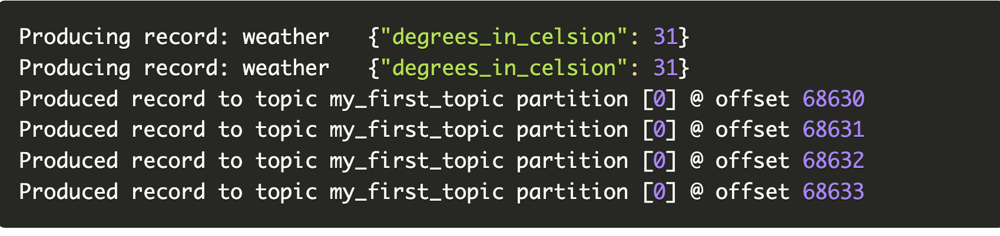 Producing record: weather   {"degrees_in_celsion": 31}
Producing record: weather   {"degrees_in_celsion": 31}
Produced record to topic my_first_topic partition [0] @ offset 68630
Produced record to topic my_first_topic partition [0] @ offset 68631
Produced record to topic my_first_topic partition [0] @ offset 68632
Produced record to topic my_first_topic partition [0] @ offset 68633